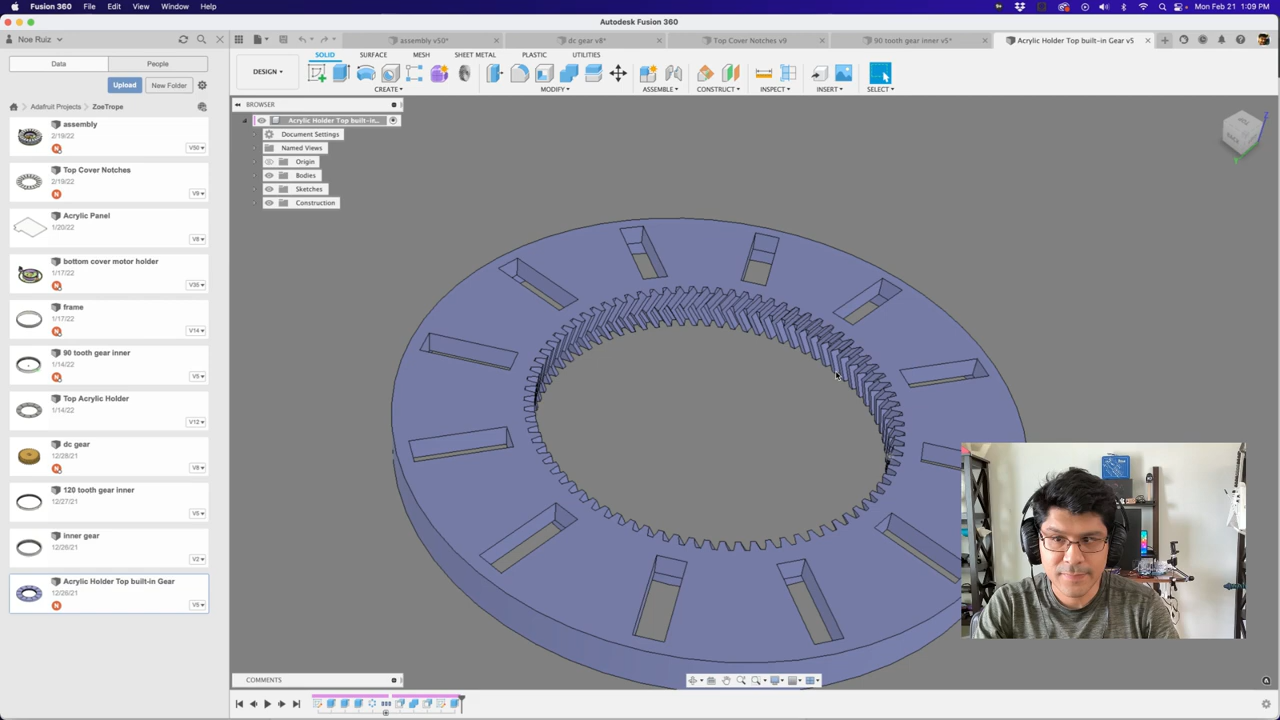 Fusion 360 File Edit View Window Help
Mon Feb 21 1:09 PM
Autodesk Fusion 360
Noe Ruiz
assembly v50*
dc gear v8*
Top Cover Notches v9
90 tooth gear inner v5*
Acrylic Holder Top built-in Gear v5
SOLID SURFACE MESH SHEET METAL PLASTIC UTILITIES
Data People
DESIGN
CREATE MODIFY ASSEMBLE CONSTRUCT INSPECT INSERT SELECT
Upload New Folder
Adafruit Projects ZoeTrope
BROWSER
Acrylic Holder Top built-in...
Document Settings
Named Views
Origin
Bodies
Sketches
Construction
assembly
2/19/22
V50
Top Cover Notches
2/19/22
V9
Acrylic Panel
1/20/22
V8
bottom cover motor holder
1/17/22
V36
frame
1/17/22
V14
90 tooth gear inner
1/14/22
V5
Top Acrylic Holder
1/14/22
V12
dc gear
12/28/21
V8
120 tooth gear inner
12/27/21
V5
inner gear
12/26/21
V2
Acrylic Holder Top built-in Gear
12/26/21
V5
COMMENTS